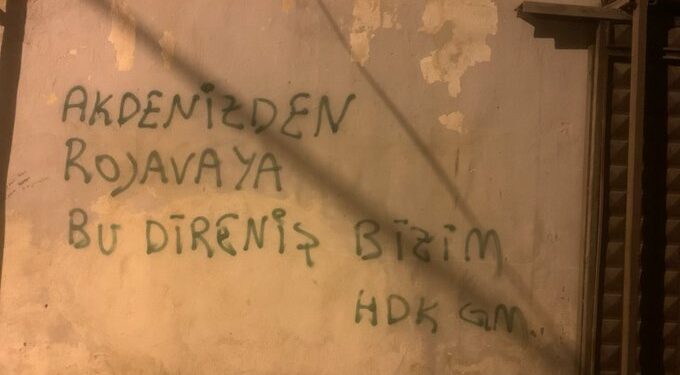 AKDENİZDEN
ROJAVAYA
BU DİRENİŞ BİZİM
HDK GM..